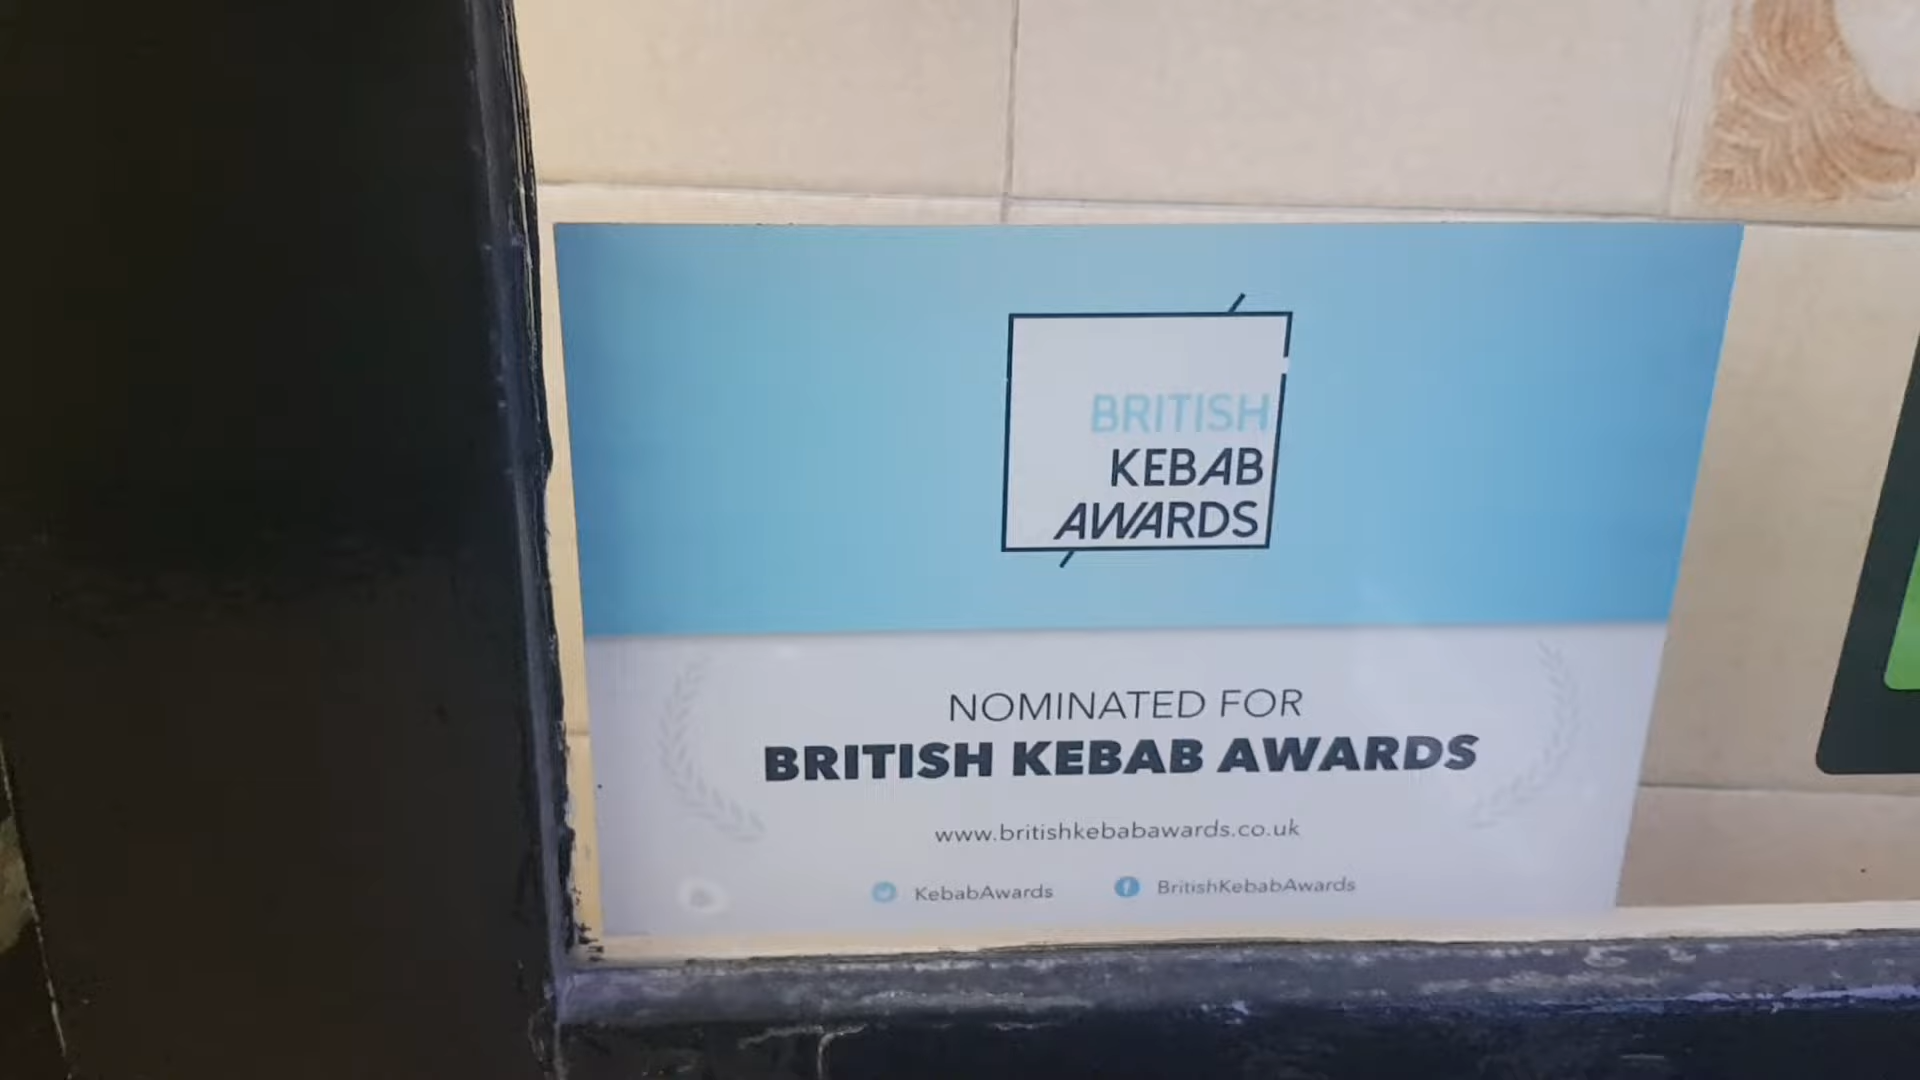 BRITISH
KEBAB
AWARDS
NOMINATED FOR
BRITISH KEBAB AWARDS
www.britishkebabawards.co.uk
KebabAwards
BritishKebabAwards